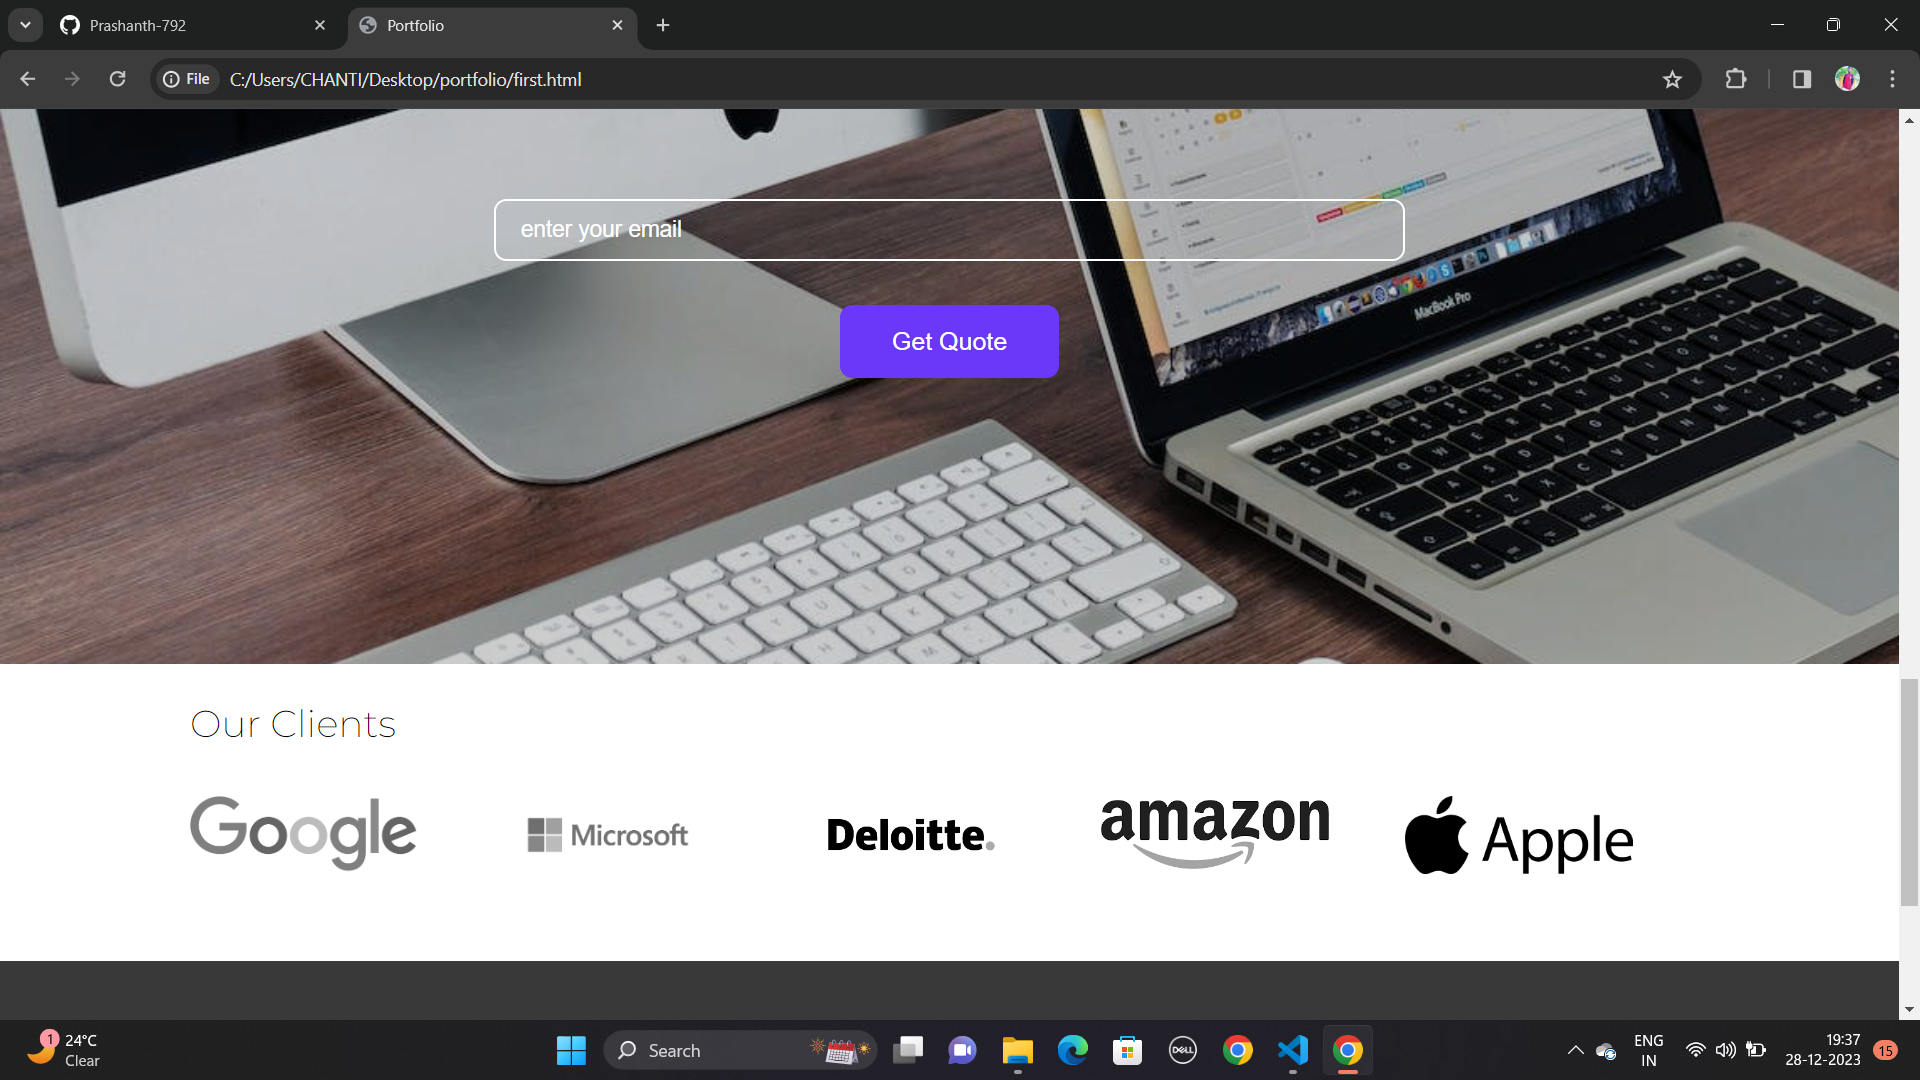 Prashanth-792
Portfolio
File
C:/Users/CHANTI/Desktop/portfolio/first.html
enter your email
MacBook Pro
Get Quote
Our Clients
Google
Microsoft
Deloitte.
amazon
Apple
1
24°C
Clear
Search
DELL
ENG
IN
19:37
28-12-2023
15